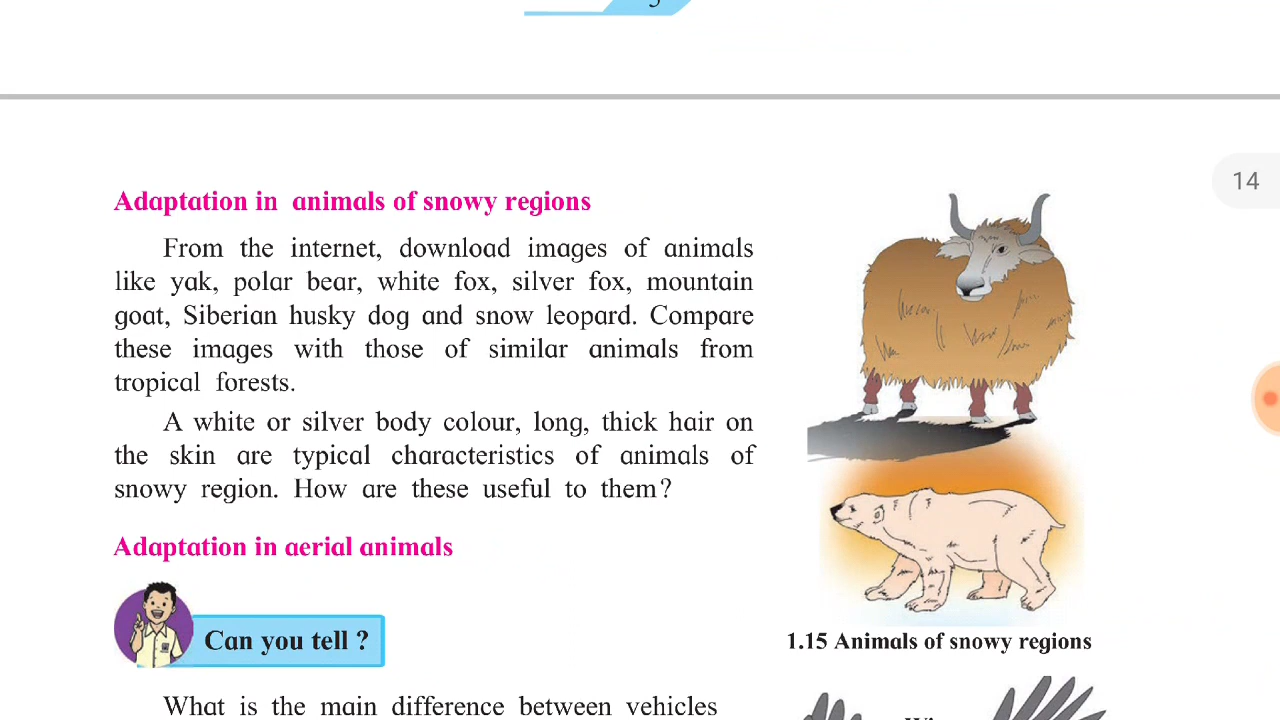 14
Adaptation in animals of snowy regions
From the internet, download images of animals
like yak, polar bear, white fox, silver fox, mountain
goat, Siberian husky dog and snow leopard. Compare
these images with those of similar animals from
tropical forests.
A white or silver body colour, long, thick hair on
the skin are typical characteristics of animals of
snowy region. How are these useful to them?
Adaptation in aerial animals
Can you tell ?
1.15 Animals of snowy regions
What is the main difference between vehicles